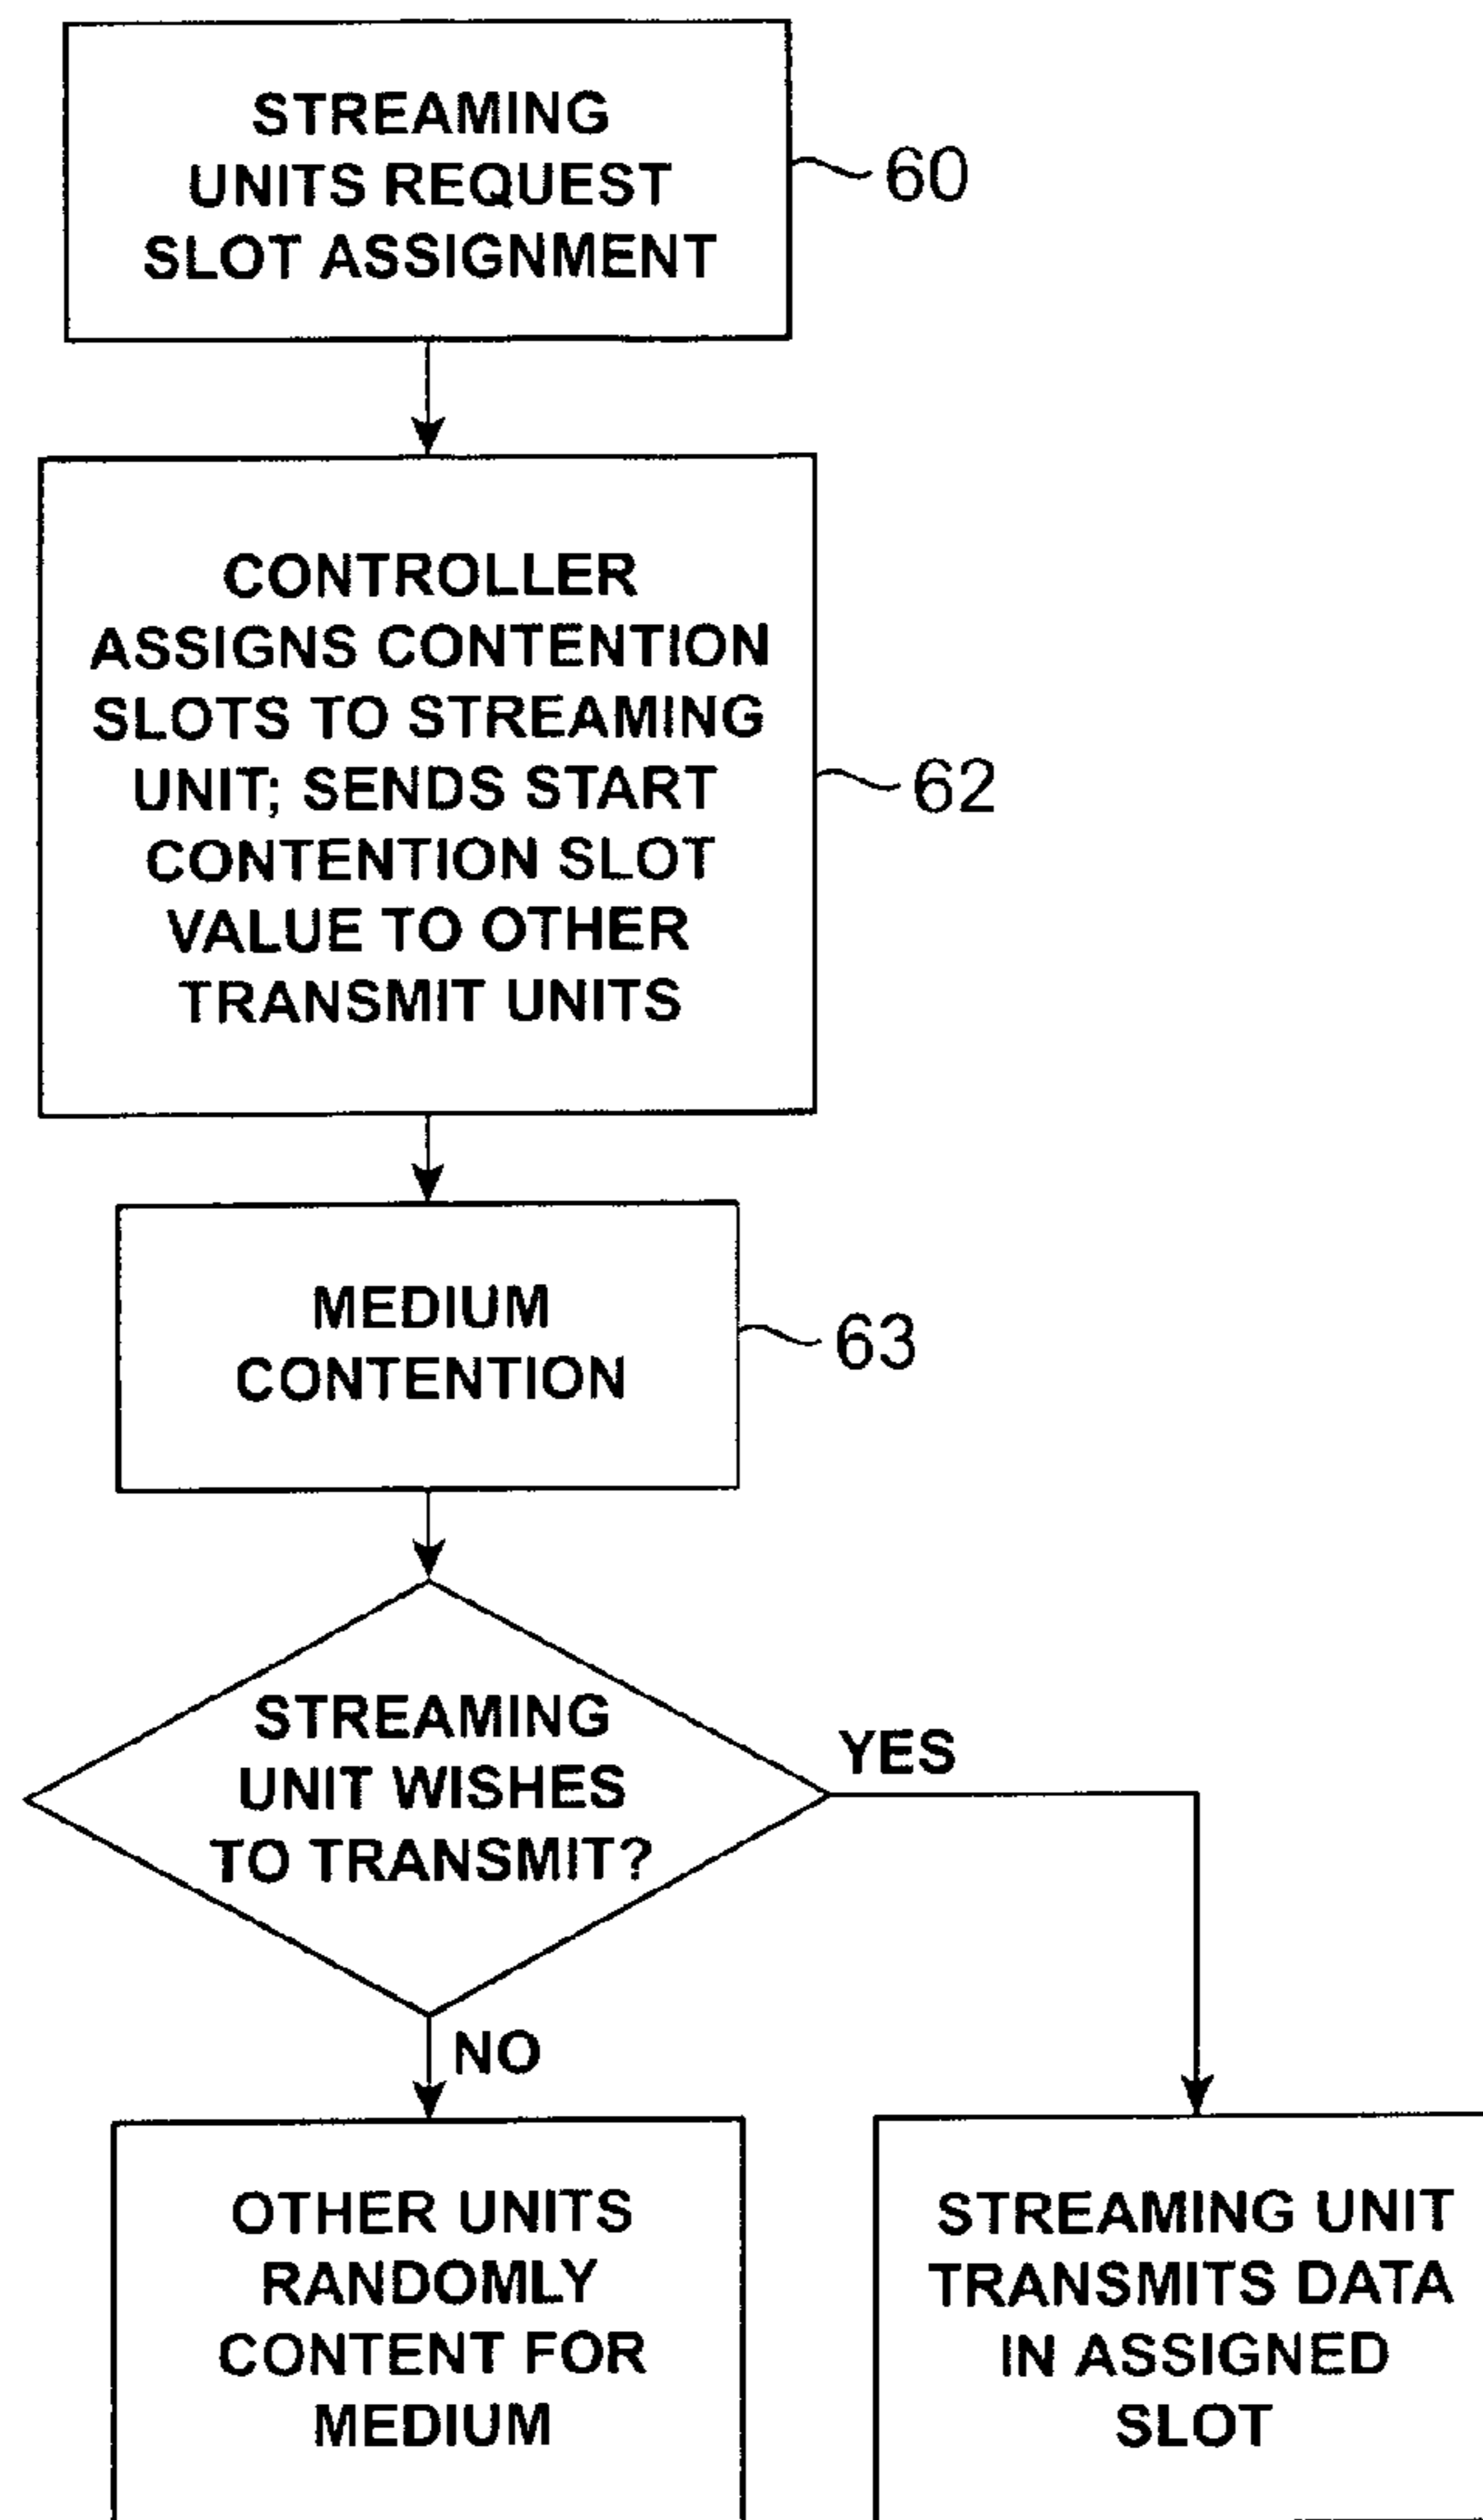 STREAMING
UNITS REQUEST
SLOT ASSIGNMENT
60
CONTROLLER
ASSIGNS CONTENTION
SLOTS TO STREAMING
UNIT; SENDS START
CONTENTION SLOT
VALUE TO OTHER
TRANSMIT UNITS
62
MEDIUM
CONTENTION
63
STREAMING
UNIT WISHES
TO TRANSMIT?
YES
NO
OTHER UNITS
RANDOMLY
CONTENT FOR
MEDIUM
STREAMING UNIT
TRANSMITS DATA
IN ASSIGNED
SLOT